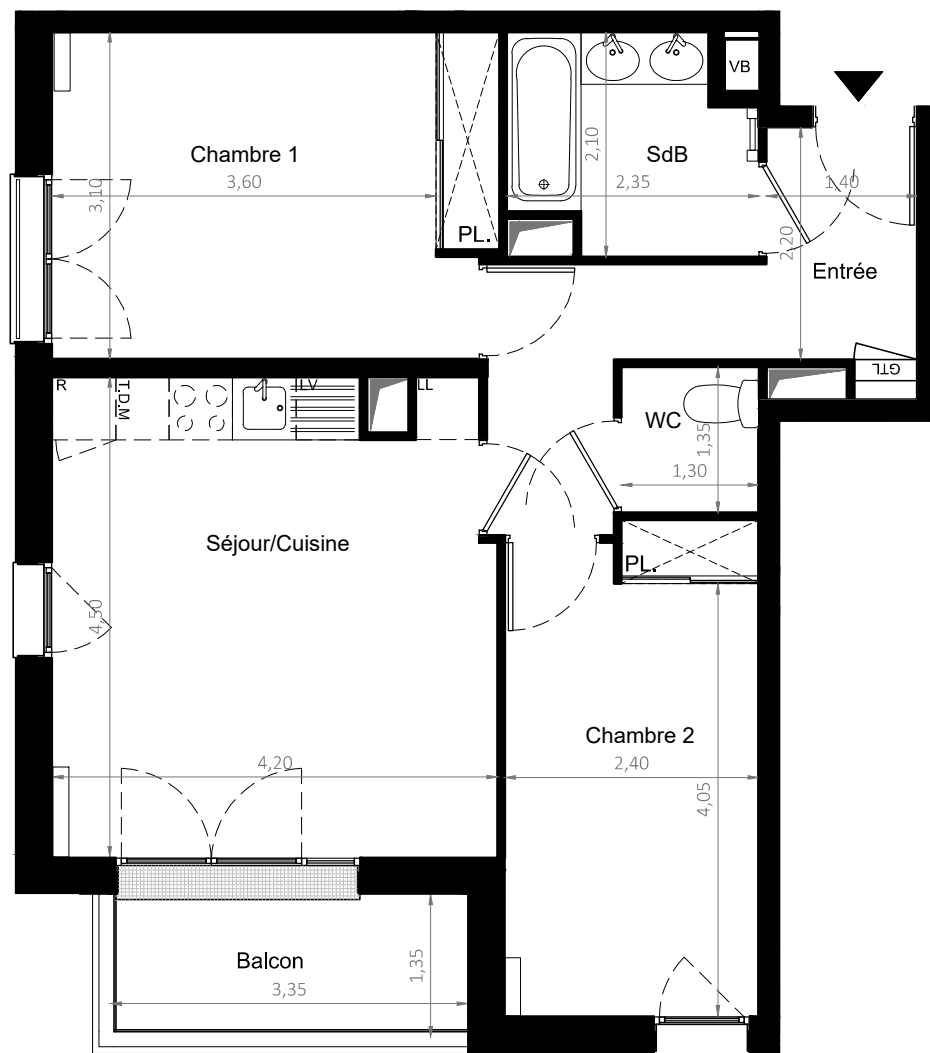 VB
Chambre 1
3,60
3,10
PL.
2,10
SdB
2,35
1,40
2,20
Entrée
GTL
R
T.D.M
LV
LL
WC
1,35
1,30
Séjour/Cuisine
PL.
4,50
Chambre 2
4,20
2,40
4,05
Balcon
3,35
1,35